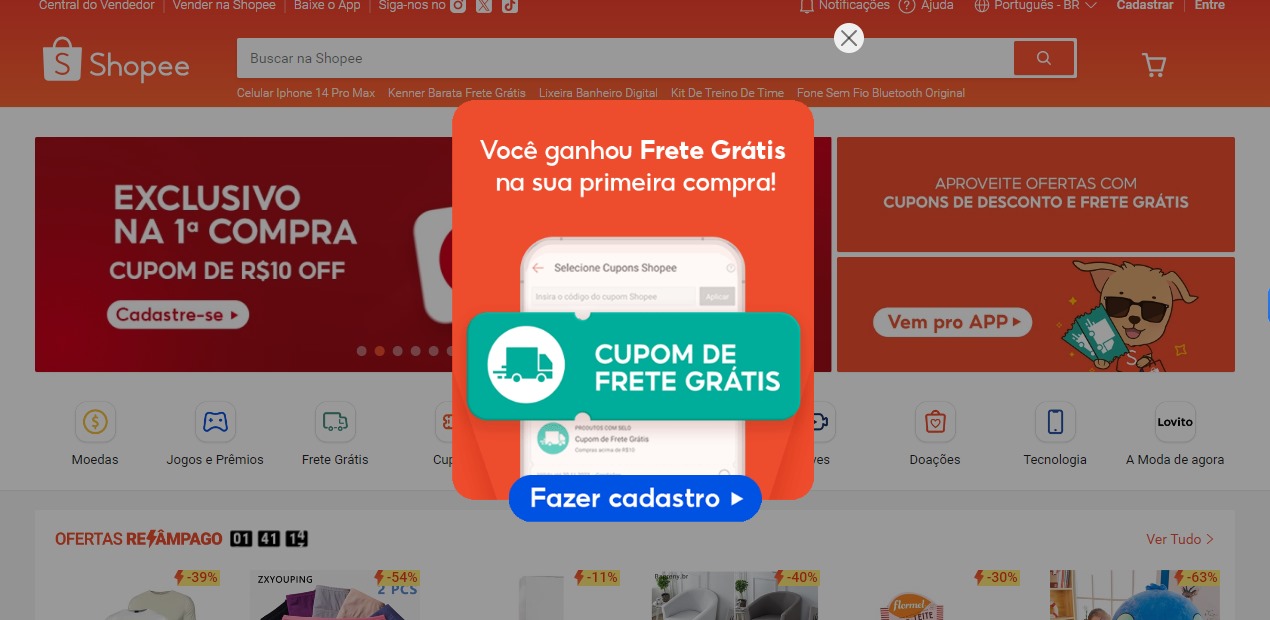 Central do Vendedor
Vender na Shopee
Baixe o App
Siga-nos no
Notificações
Ajuda
Português - BR
Cadastrar
Entre
Shopee
Buscar na Shopee
Celular Iphone 14 Pro Max
Kenner Barata Frete Grátis
Lixeira Banheiro Digital
Kit De Treino De Time
Fone Sem Fio Bluetooth Original
Você ganhou Frete Grátis
na sua primeira compra!
Selecione Cupons Shopee
Insira o código do cupom Shopee
Aplicar
CUPOM DE
FRETE GRÁTIS
PRODUTOS COM SELO
Cupom de Frete Grátis
Compras acima de R$10
Fazer cadastro
EXCLUSIVO
NA 1ª COMPRA
CUPOM DE R$10 OFF
Cadastre-se
APROVEITE OFERTAS COM
CUPONS DE DESCONTO E FRETE GRÁTIS
Vem pro APP
Moedas
Jogos e Prêmios
Frete Grátis
Cup
ves
Doações
Tecnologia
Lovito
A Moda de agora
OFERTAS RELÂMPAGO 01 41 14
Ver Tudo
-39%
ZXYOUPING
-54%
2 PCS
-11%
Balcony.br
-40%
-30%
flormel
LEITE
-63%